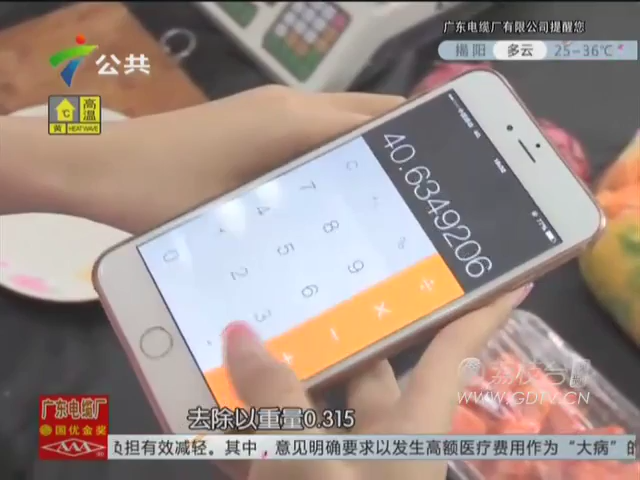 广东电缆厂有限公司提醒您
揭阳 多云 25-36℃
公共
℃ 高温
黄 HEAT WAVE
40.6349206
C
%
÷
7 8 9 ×
4 5 6 −
2 3 +
0 .
荔枝台
www.GDTV.CN
广东电缆厂
国优金奖
去除以重量0.315
负担有效减轻。其中，意见明确要求以发生高额医疗费用作为“大病”的